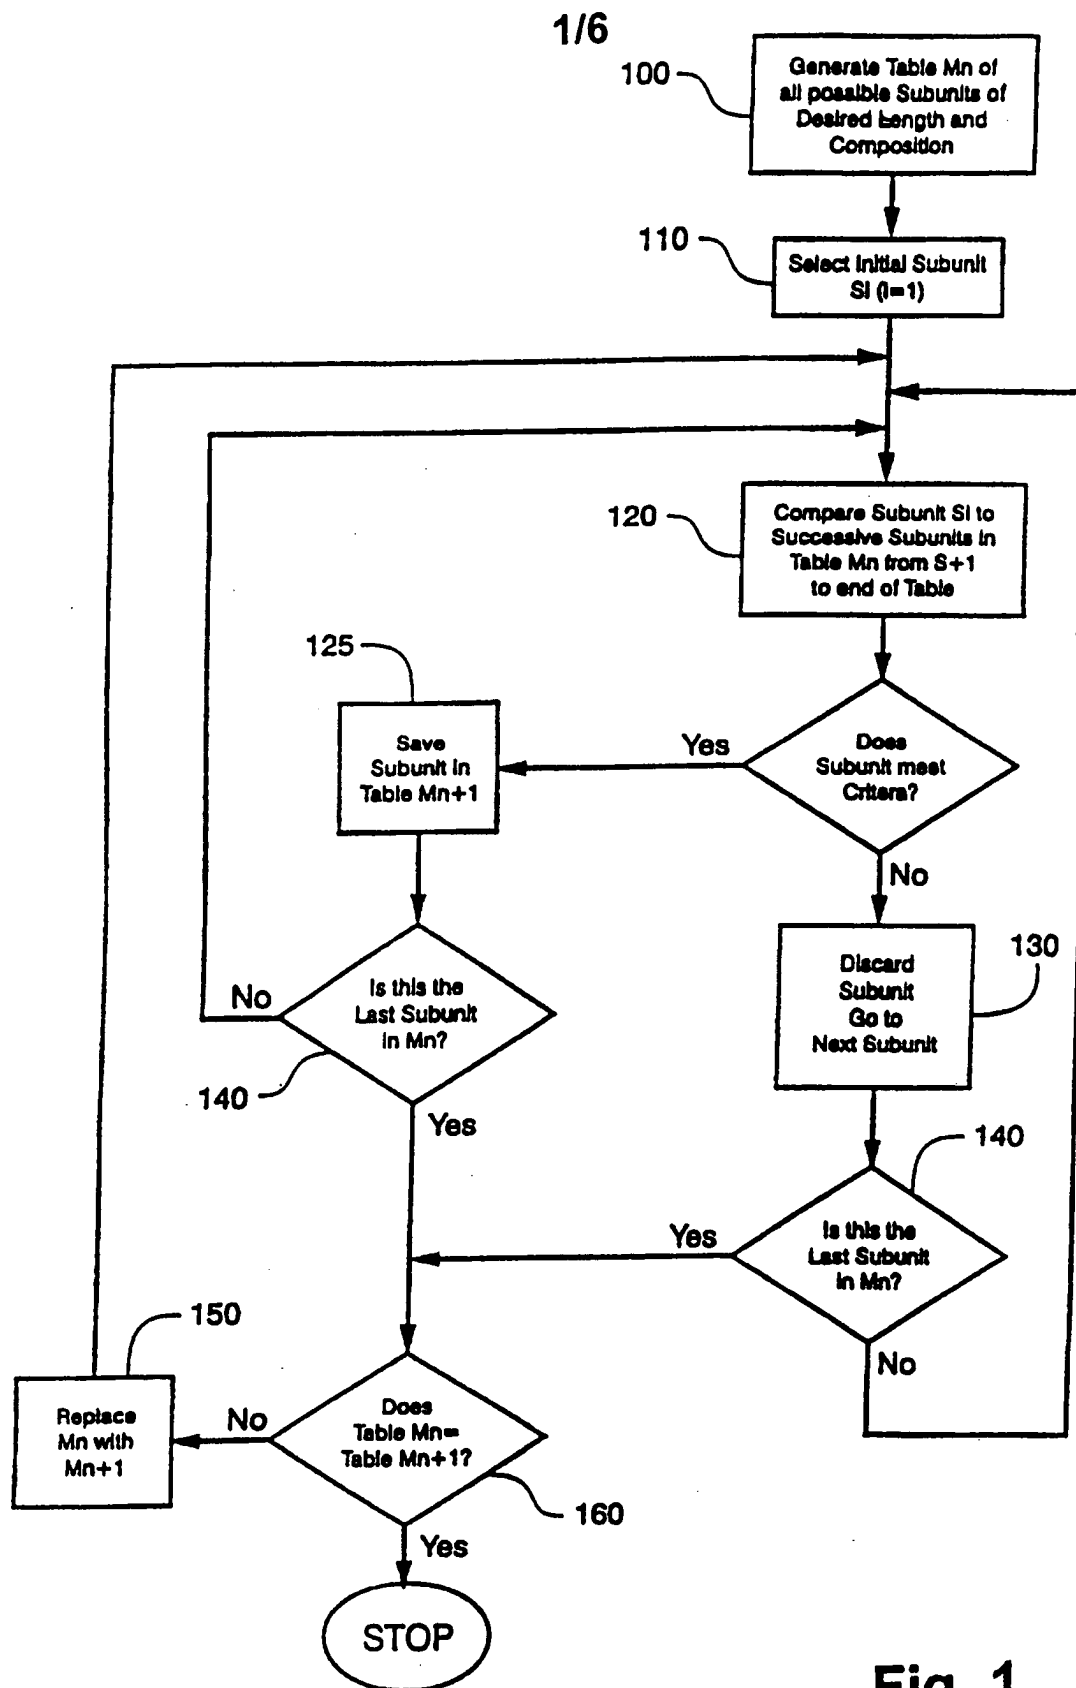 1/6
100
Generate Table Mn of
all possible Subunits of
Desired Length and
Composition
110
Select Initial Subunit
Si (i=1)
120
Compare Subunit Si to
Successive Subunits in
Table Mn from S+1
to end of Table
125
Save
Subunit in
Table Mn+1
Yes
Does
Subunit meet
Critera?
No
130
Discard
Subunit
Go to
Next Subunit
No
Is this the
Last Subunit
in Mn?
140
Yes
140
Yes
Is this the
Last Subunit
in Mn?
No
150
Replace
Mn with
Mn+1
No
Does
Table Mn=
Table Mn+1?
160
Yes
STOP
Fig. 1